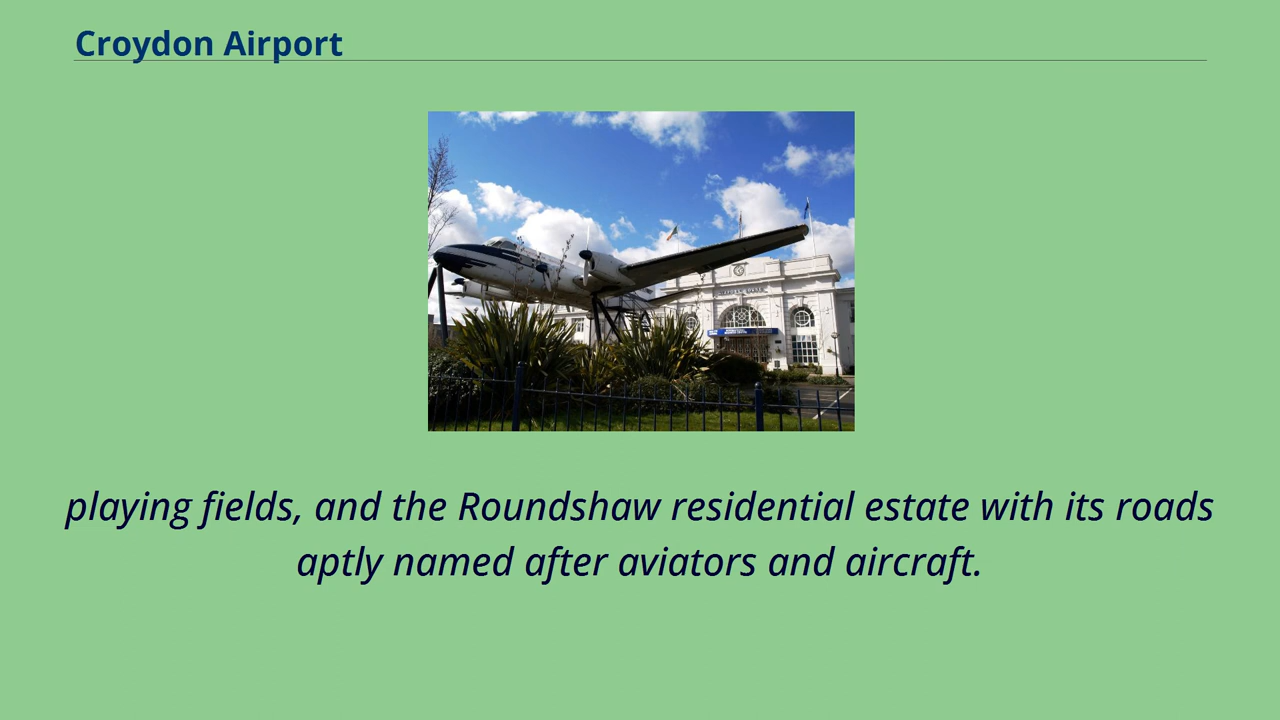 Croydon Airport
playing fields, and the Roundshaw residential estate with its roads
aptly named after aviators and aircraft.